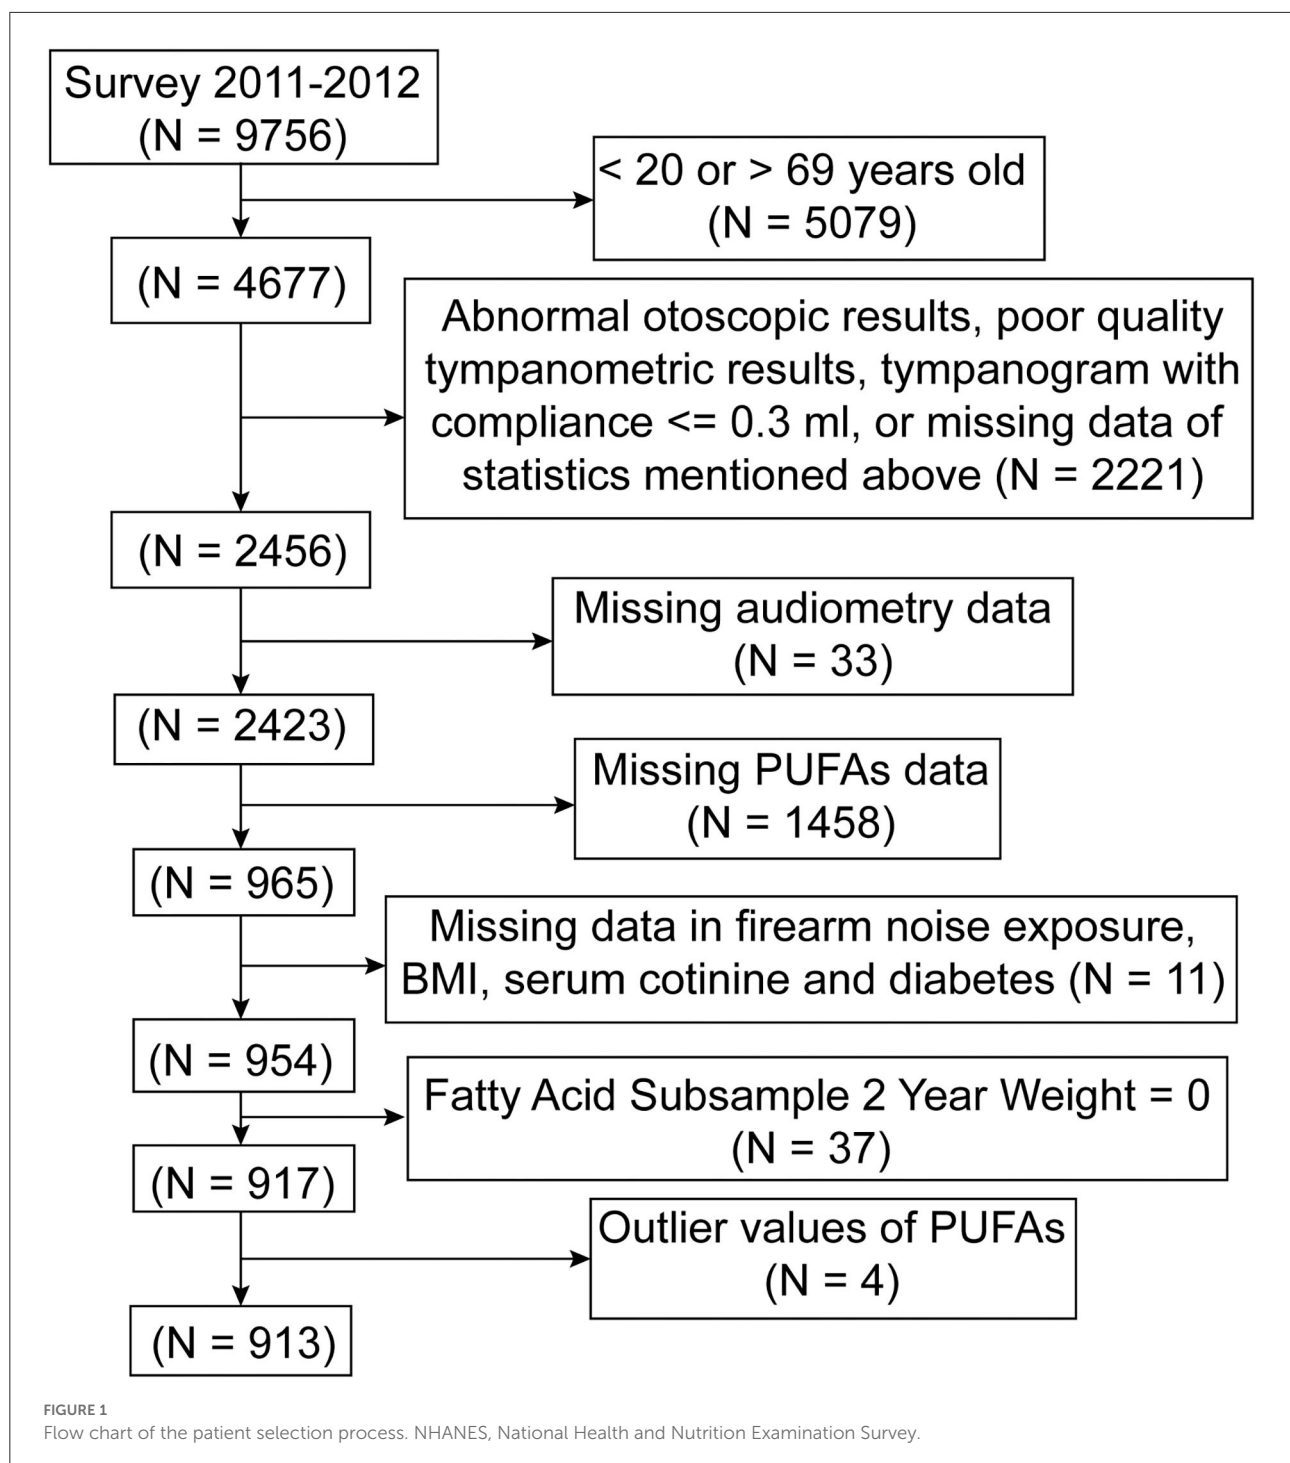 Survey 2011-2012
(N = 9756)
< 20 or > 69 years old
(N = 5079)
(N = 4677)
Abnormal otoscopic results, poor quality
tympanometric results, tympanogram with
compliance <= 0.3 ml, or missing data of
statistics mentioned above (N = 2221)
(N = 2456)
Missing audiometry data
(N = 33)
(N = 2423)
Missing PUFAs data
(N = 1458)
(N = 965)
Missing data in firearm noise exposure,
BMI, serum cotinine and diabetes (N = 11)
(N = 954)
Fatty Acid Subsample 2 Year Weight = 0
(N = 37)
(N = 917)
Outlier values of PUFAs
(N = 4)
(N = 913)
FIGURE 1
Flow chart of the patient selection process. NHANES, National Health and Nutrition Examination Survey.